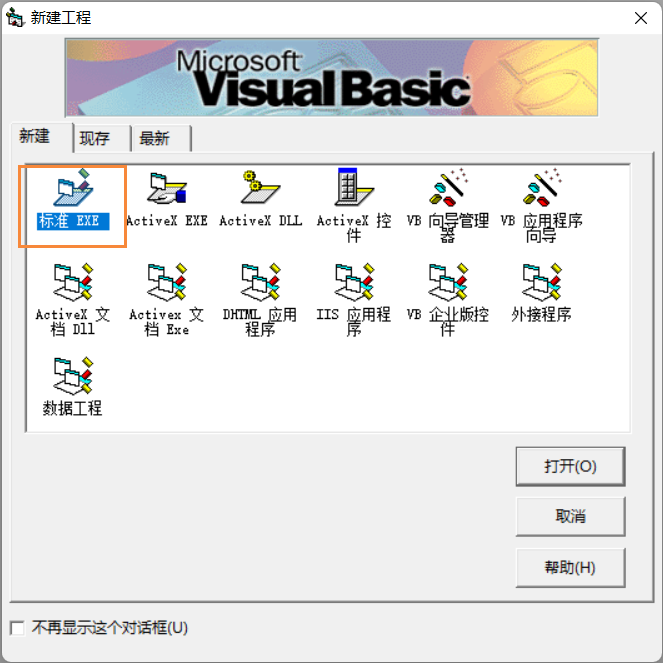 新建工程
Microsoft
Visual Basic
新建 现存 最新
标准 EXE
ActiveX EXE
ActiveX DLL
ActiveX 控
件
VB 向导管理
器
VB 应用程序
向导
ActiveX 文
档 Dll
Activex 文
档 Exe
DHTML 应用
程序
IIS 应用程
序
VB 企业版控
件
外接程序
数据工程
打开(O)
取消
帮助(H)
不再显示这个对话框(U)